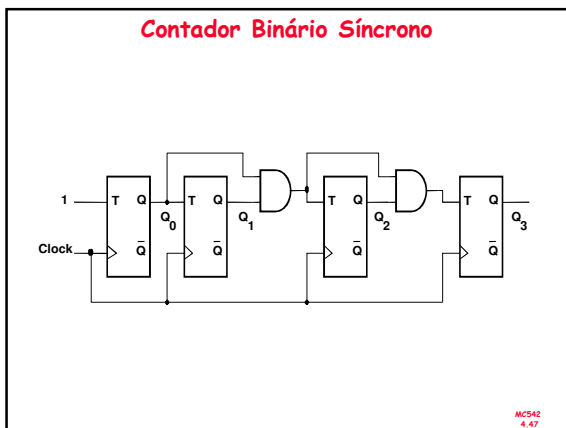 Contador Binário Síncrono
1 T Q T Q T Q T Q
Q0 Q1 Q2 Q3
Clock Q̄ Q̄ Q̄ Q̄
MC542
4.47